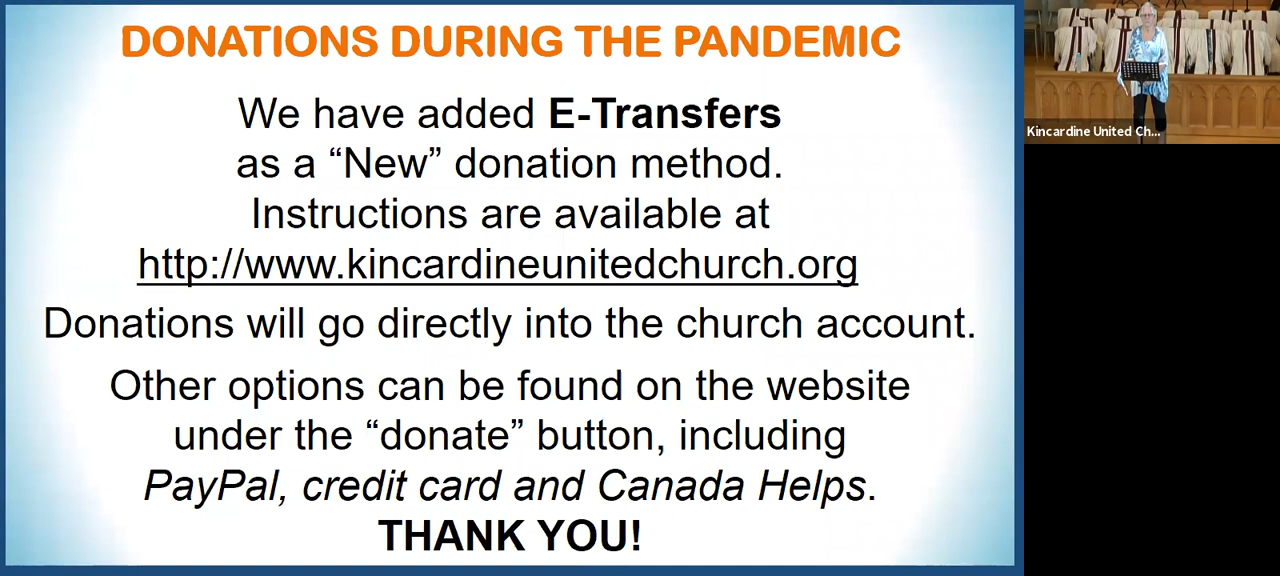 DONATIONS DURING THE PANDEMIC
We have added E-Transfers
as a “New” donation method.
Instructions are available at
http://www.kincardineunitedchurch.org
Donations will go directly into the church account.
Other options can be found on the website
under the “donate” button, including
PayPal, credit card and Canada Helps.
THANK YOU!
Kincardine United Ch...